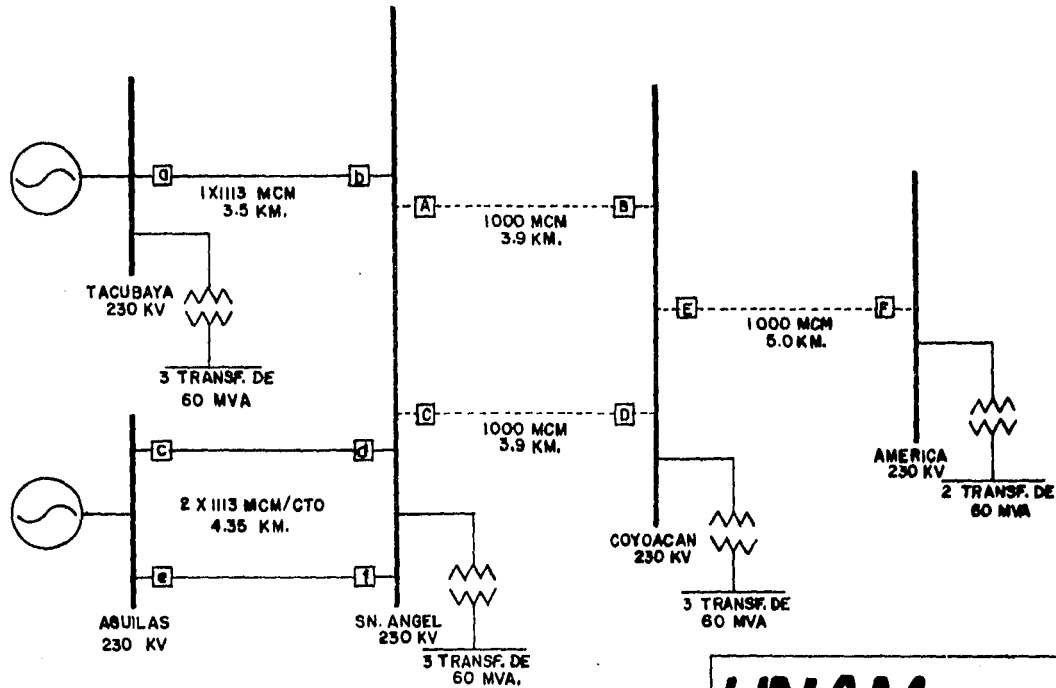 a
b
1X1113 MCM
3.5 KM.
A
B
1000 MCM
3.9 KM.
TACUBAYA
230 KV
3 TRANSF. DE
60 MVA
E
F
1000 MCM
5.0 KM.
C
D
1000 MCM
3.9 KM.
c
d
2 X 1113 MCM/CTO
4.35 KM.
e
f
AGUILAS
230 KV
SN. ANGEL
230 KV
3 TRANSF. DE
60 MVA.
COYOACAN
230 KV
3 TRANSF. DE
60 MVA
AMERICA
230 KV
2 TRANSF. DE
60 MVA